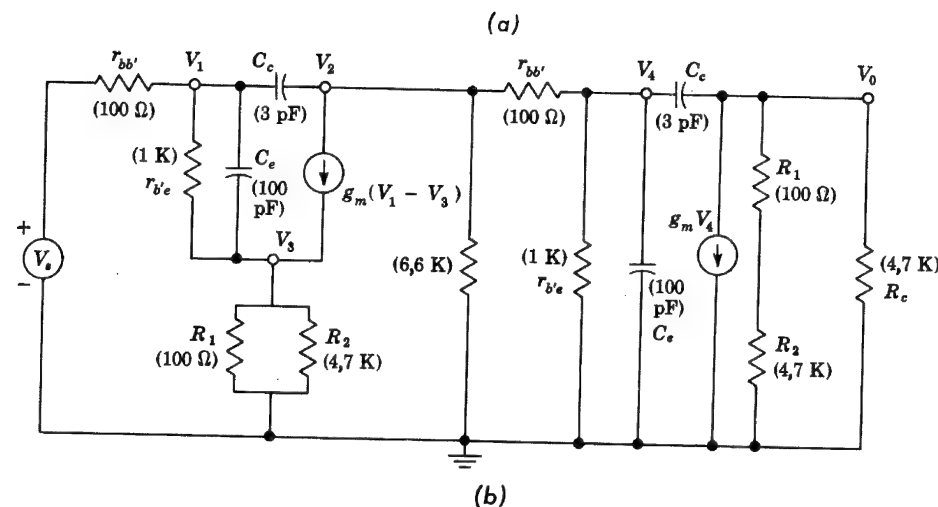 (a)
r_bb' (100 Ω)
V_1
C_c (3 pF)
V_2
r_bb' (100 Ω)
V_4
C_c (3 pF)
V_0
(1 K) r_b'e
C_e (100 pF)
g_m(V_1 − V_3)
V_3
+
V_s
−
R_1 (100 Ω)
R_2 (4,7 K)
(6,6 K)
(1 K) r_b'e
(100 pF) C_e
g_mV_4
R_1 (100 Ω)
R_2 (4,7 K)
(4,7 K) R_c
(b)